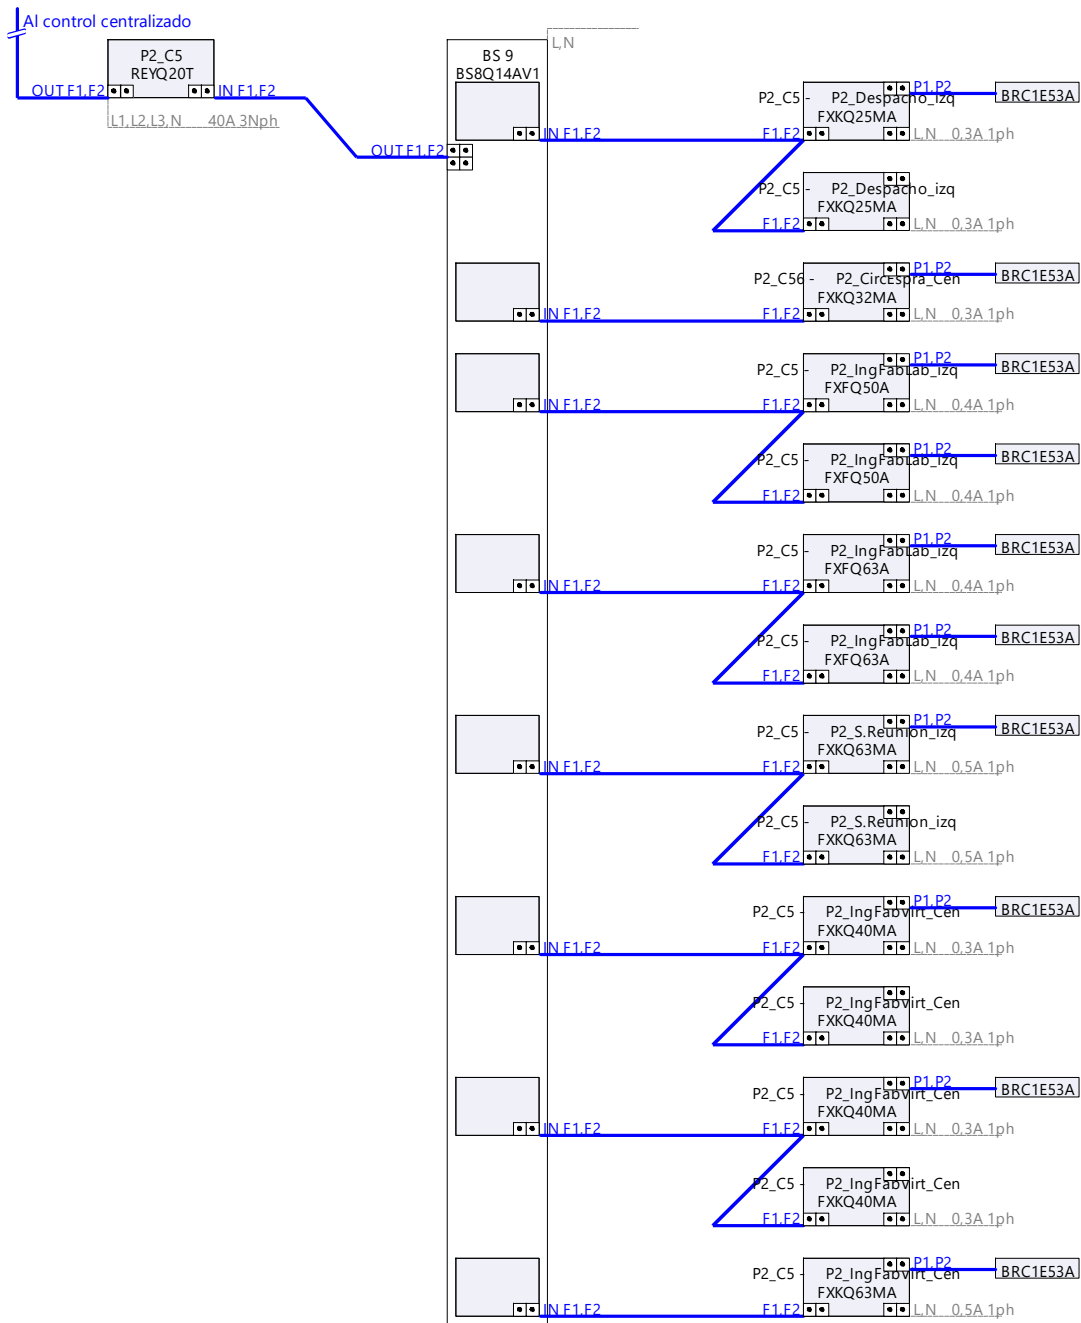 Al control centralizado
P2_C5
REYQ20T
OUT F1,F2
IN F1,F2
L1,L2,L3,N 40A 3Nph
BS 9
BS8Q14AV1
L,N
OUT F1,F2
IN F1,F2
P2_C5 - P2_Despacho_izq
FXKQ25MA
F1,F2
P1,P2
BRC1E53A
L,N 0,3A 1ph
P2_C5 - P2_Despacho_izq
FXKQ25MA
F1,F2
L,N 0,3A 1ph
IN F1,F2
P2_C56 - P2_CircEspra_Cen
FXKQ32MA
F1,F2
P1,P2
BRC1E53A
L,N 0,3A 1ph
IN F1,F2
P2_C5 - P2_IngFabLab_izq
FXFQ50A
F1,F2
P1,P2
BRC1E53A
L,N 0,4A 1ph
P2_C5 - P2_IngFabLab_izq
FXFQ50A
F1,F2
P1,P2
BRC1E53A
L,N 0,4A 1ph
IN F1,F2
P2_C5 - P2_IngFabLab_izq
FXFQ63A
F1,F2
P1,P2
BRC1E53A
L,N 0,4A 1ph
P2_C5 - P2_IngFabLab_izq
FXFQ63A
F1,F2
P1,P2
BRC1E53A
L,N 0,4A 1ph
IN F1,F2
P2_C5 - P2_S.Reunion_izq
FXKQ63MA
F1,F2
P1,P2
BRC1E53A
L,N 0,5A 1ph
P2_C5 - P2_S.Reunion_izq
FXKQ63MA
F1,F2
L,N 0,5A 1ph
IN F1,F2
P2_C5 - P2_IngFabVirt_Cen
FXKQ40MA
F1,F2
P1,P2
BRC1E53A
L,N 0,3A 1ph
P2_C5 - P2_IngFabVirt_Cen
FXKQ40MA
F1,F2
L,N 0,3A 1ph
IN F1,F2
P2_C5 - P2_IngFabVirt_Cen
FXKQ40MA
F1,F2
P1,P2
BRC1E53A
L,N 0,3A 1ph
P2_C5 - P2_IngFabVirt_Cen
FXKQ40MA
F1,F2
L,N 0,3A 1ph
IN F1,F2
P2_C5 - P2_IngFabVirt_Cen
FXKQ63MA
F1,F2
P1,P2
BRC1E53A
L,N 0,5A 1ph